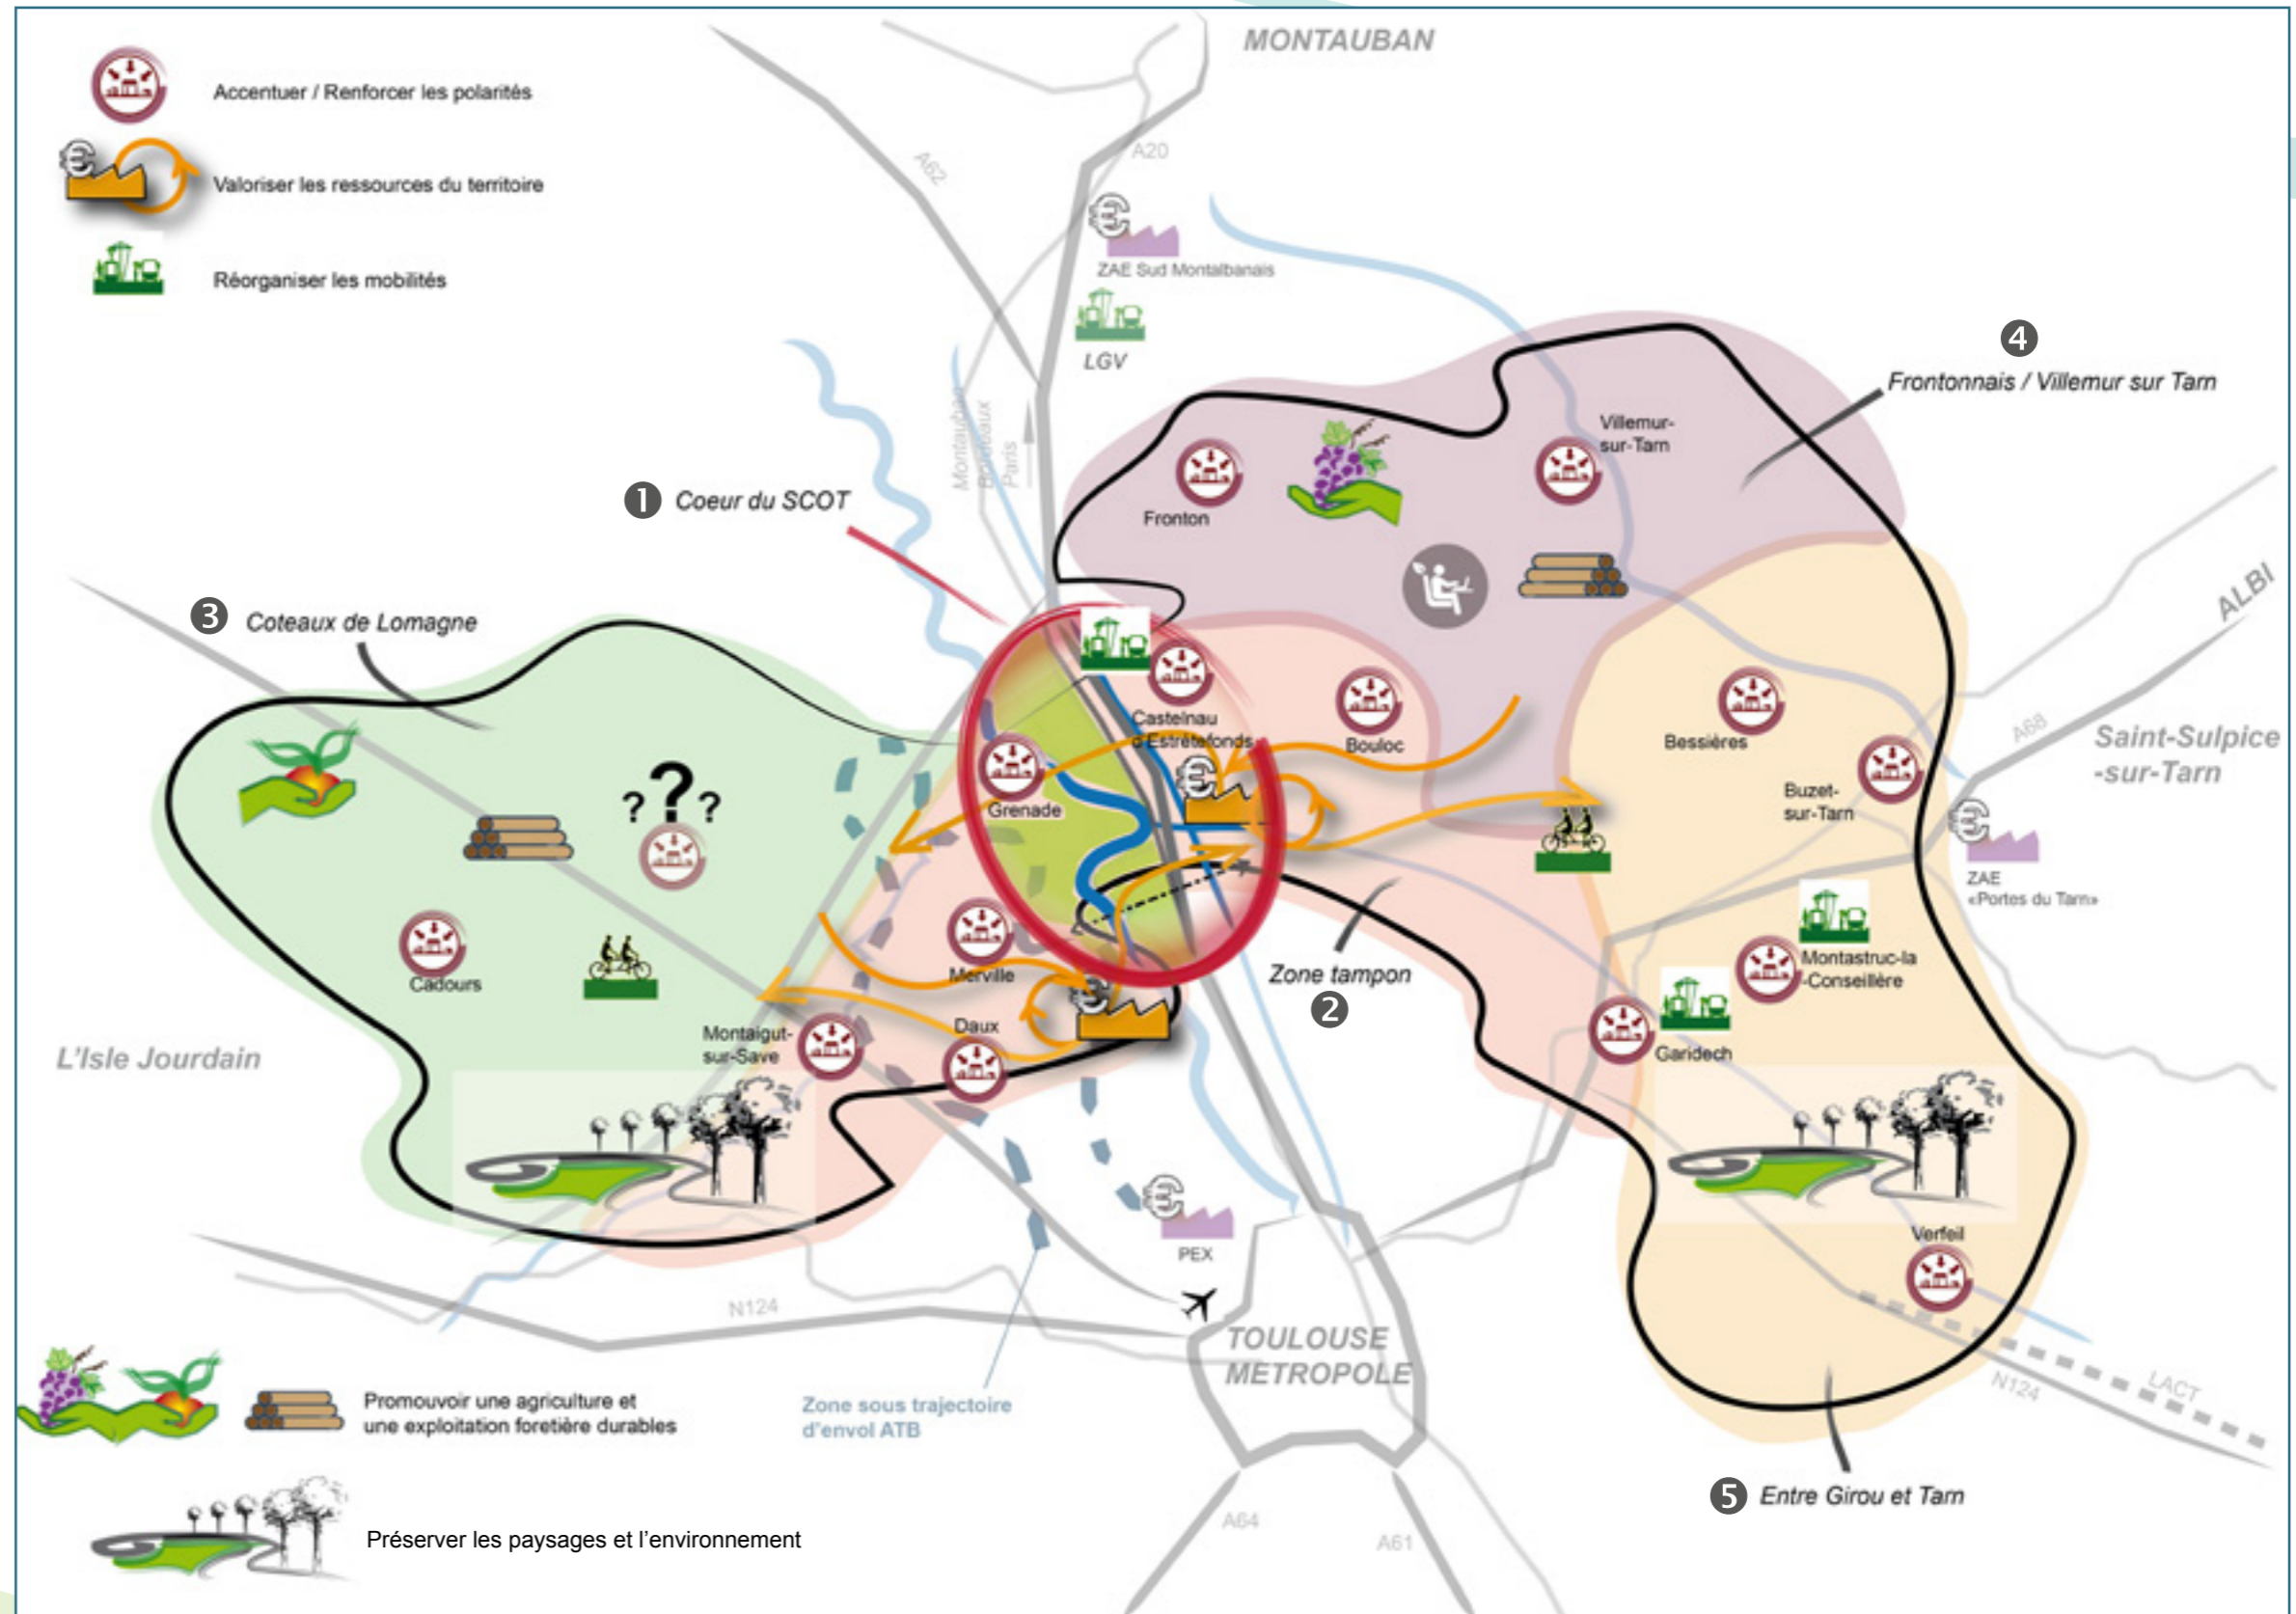 MONTAUBAN
Accentuer / Renforcer les polarités
A20
A62
Valoriser les ressources du territoire
ZAE Sud Montalbanais
Réorganiser les mobilités
4
LGV
Frontonnais / Villemur sur Tarn
Villemur-
sur-Tarn
Montauban
Bordeaux
Paris
1 Coeur du SCOT
Fronton
ALBI
3 Coteaux de Lomagne
Castelnau
d'Estrétefonds
Bouloc
Bessières
A68
Saint-Sulpice
-sur-Tarn
Buzet-
sur-Tarn
? ? ?
Grenade
ZAE
«Portes du Tarn»
Montastruc-la
-Conseillère
Merville
Cadours
Zone tampon
2
Daux
Montaigut-
sur-Save
Garidech
L'Isle Jourdain
Verfeil
PEX
N124
TOULOUSE
METROPOLE
LACT
N124
Promouvoir une agriculture et
une exploitation foretière durables
Zone sous trajectoire
d'envol ATB
5 Entre Girou et Tarn
A64
A61
Préserver les paysages et l'environnement